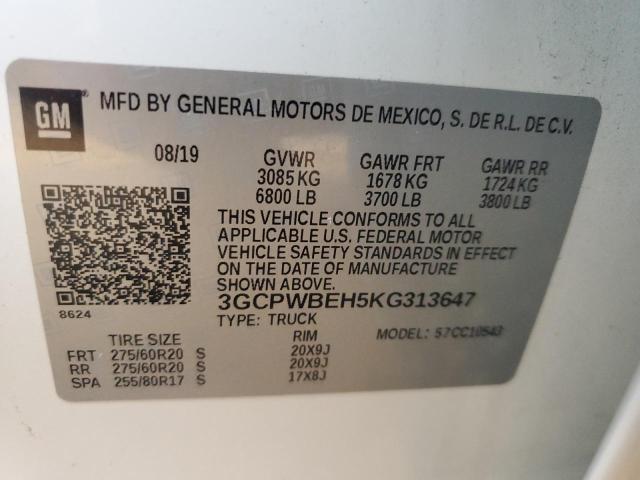 GM
MFD BY GENERAL MOTORS DE MEXICO, S. DE R.L. DE C.V.
08/19 GVWR GAWR FRT GAWR RR
3085 KG 1678 KG 1724 KG
6800 LB 3700 LB 3800 LB
THIS VEHICLE CONFORMS TO ALL
APPLICABLE U.S. FEDERAL MOTOR
VEHICLE SAFETY STANDARDS IN EFFECT
ON THE DATE OF MANUFACTURE
SHOWN ABOVE.
3GCPWBEH5KG313647
8624
TYPE: TRUCK MODEL: 57CC10543
TIRE SIZE RIM
FRT 275/60R20 S 20X9J
RR 275/60R20 S 20X9J
SPA 255/80R17 S 17X8J